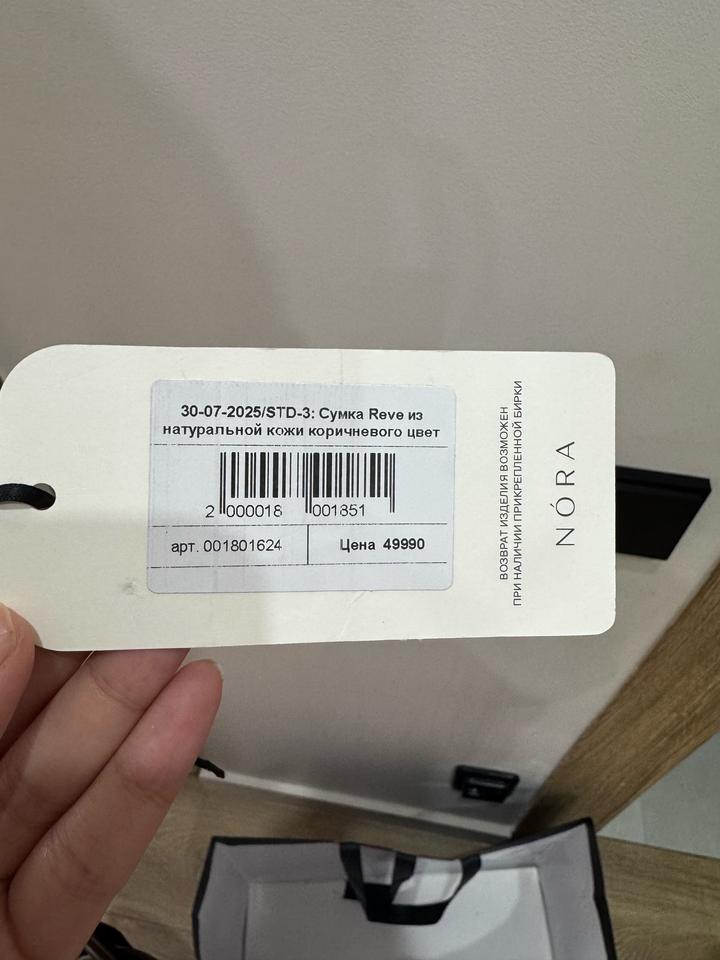 30-07-2025/STD-3: Сумка Reve из
натуральной кожи коричневого цвет
2 000018 001851
арт. 001801624
Цена 49990
ВОЗВРАТ ИЗДЕЛИЯ ВОЗМОЖЕН
ПРИ НАЛИЧИИ ПРИКРЕПЛЕННОЙ БИРКИ
NÓRA